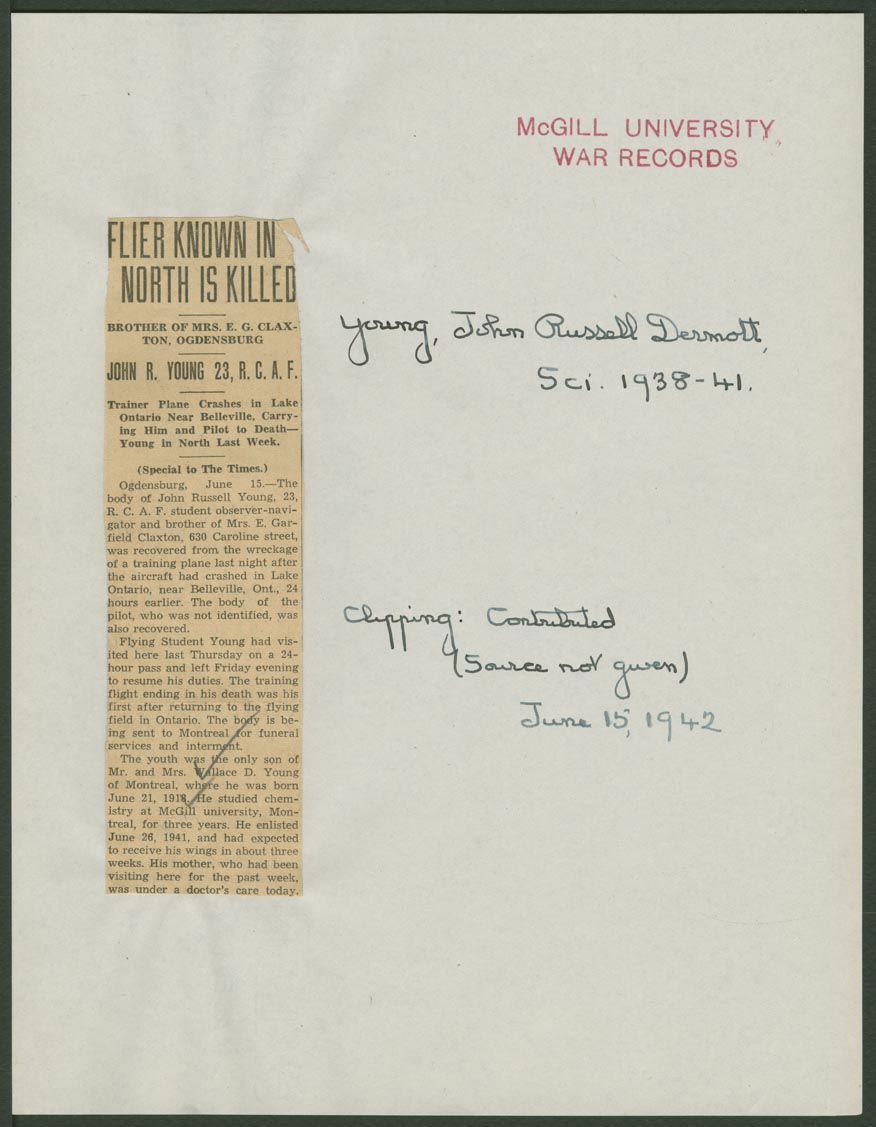 McGILL UNIVERSITY
WAR RECORDS
FLIER KNOWN IN
NORTH IS KILLED
BROTHER OF MRS. E. G. CLAX-
TON, OGDENSBURG
JOHN R. YOUNG 23, R. C. A. F.
Trainer Plane Crashes in Lake
Ontario Near Belleville, Carry-
ing Him and Pilot to Death—
Young in North Last Week.
(Special to The Times.)
Ogdensburg, June 15.—The
body of John Russell Young, 23,
R. C. A. F. student observer-navi-
gator and brother of Mrs. E. Gar-
field Claxton, 630 Caroline street,
was recovered from the wreckage
of a training plane last night after
the aircraft had crashed in Lake
Ontario, near Belleville, Ont., 24
hours earlier. The body of the
pilot, who was not identified, was
also recovered.
Flying Student Young had vis-
ited here last Thursday on a 24-
hour pass and left Friday evening
to resume his duties. The training
flight ending in his death was his
first after returning to the flying
field in Ontario. The body is be-
ing sent to Montreal for funeral
services and interment.
The youth was the only son of
Mr. and Mrs. Wallace D. Young
of Montreal, where he was born
June 21, 1918. He studied chem-
istry at McGill university, Mon-
treal, for three years. He enlisted
June 26, 1941, and had expected
to receive his wings in about three
weeks. His mother, who had been
visiting here for the past week,
was under a doctor's care today.
Young, John Russell Dermott,
Sci. 1938-41.
Clipping: Contributed
(Source not given)
June 15, 1942